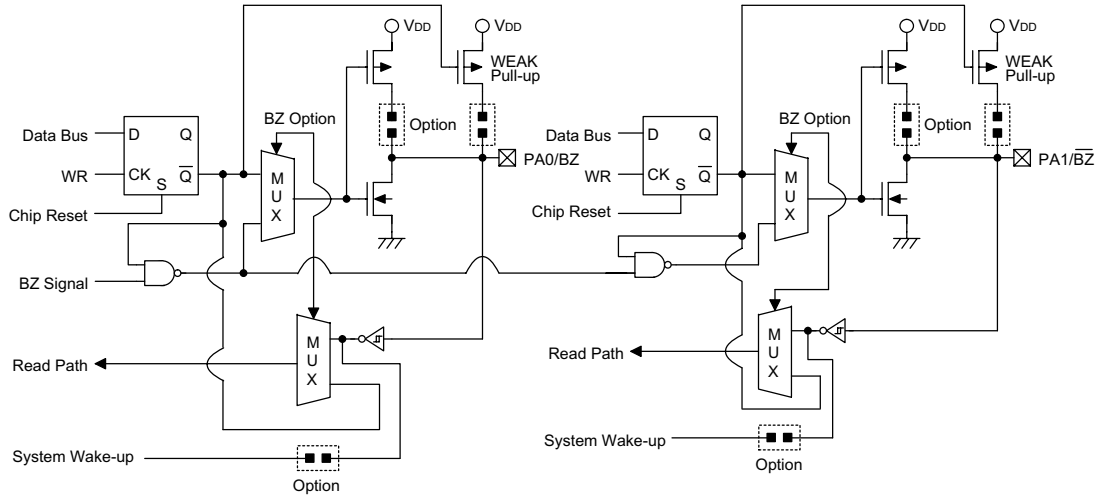 VDD
VDD
WEAK
Pull-up
BZ Option
Option
Data Bus
D
Q
WR
CK
S
Q̅
Chip Reset
M
U
X
PA0/BZ
BZ Signal
M
U
X
Read Path
System Wake-up
Option
VDD
VDD
WEAK
Pull-up
BZ Option
Option
Data Bus
D
Q
WR
CK
S
Q̅
Chip Reset
M
U
X
PA1/B̅Z̅
M
U
X
Read Path
System Wake-up
Option